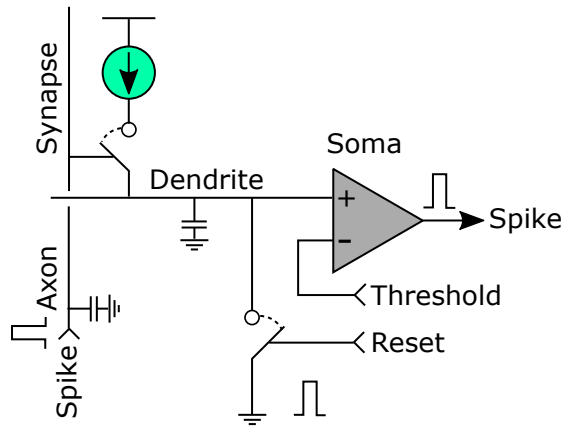 Synapse
Soma
Dendrite
+
Spike
-
Axon
Threshold
Spike
Reset